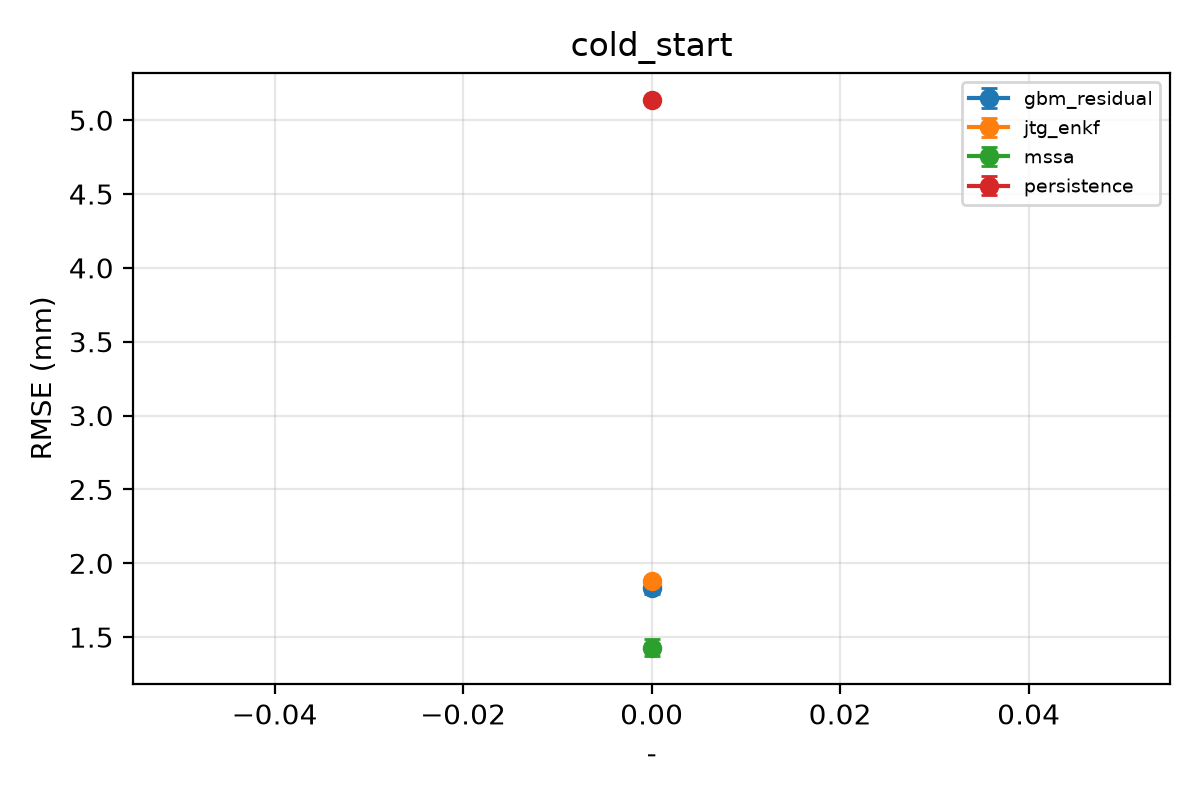 cold_start
5.0
4.5
4.0
3.5
3.0
2.5
2.0
1.5
RMSE (mm)
gbm_residual
jtg_enkf
mssa
persistence
−0.04
−0.02
0.00
0.02
0.04
-